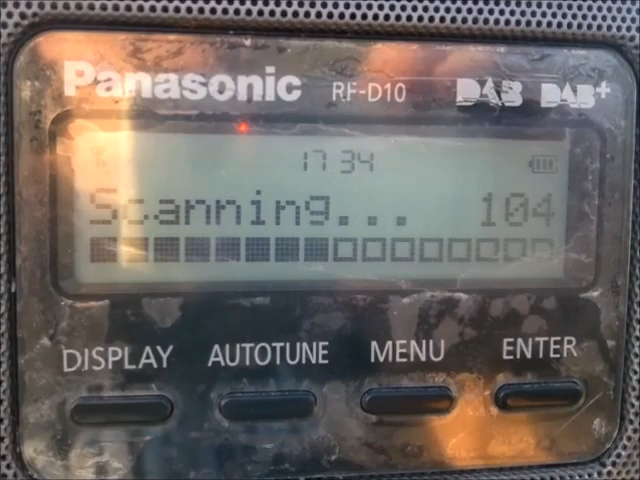 Panasonic RF-D10 DAB DAB+
17 34
Scanning... 104
DISPLAY AUTOTUNE MENU ENTER